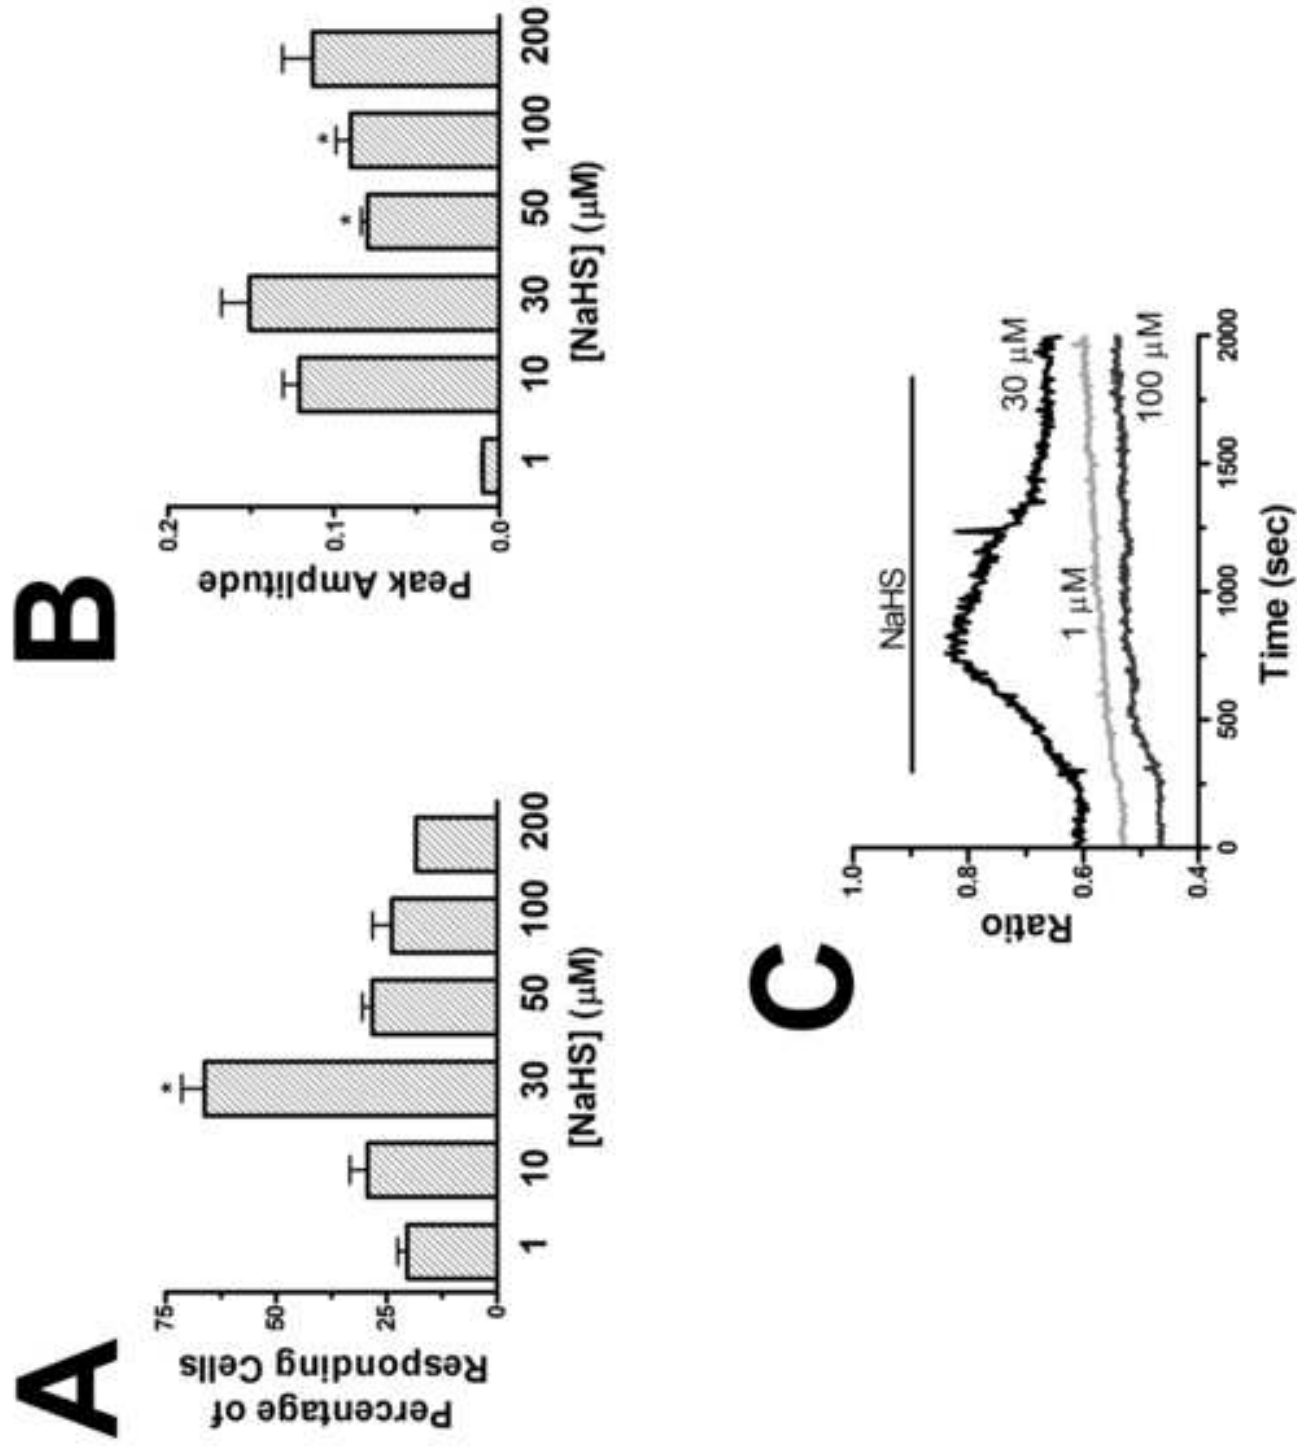 A
Percentage of
Responding Cells
75
50
25
0
*
1
10
30
50
100
200
[NaHS] (μM)
B
Peak Amplitude
0.2
0.1
0.0
*
*
1
10
30
50
100
200
[NaHS] (μM)
C
Ratio
1.0
0.8
0.6
0.4
NaHS
30 μM
1 μM
100 μM
0
500
1000
1500
2000
Time (sec)